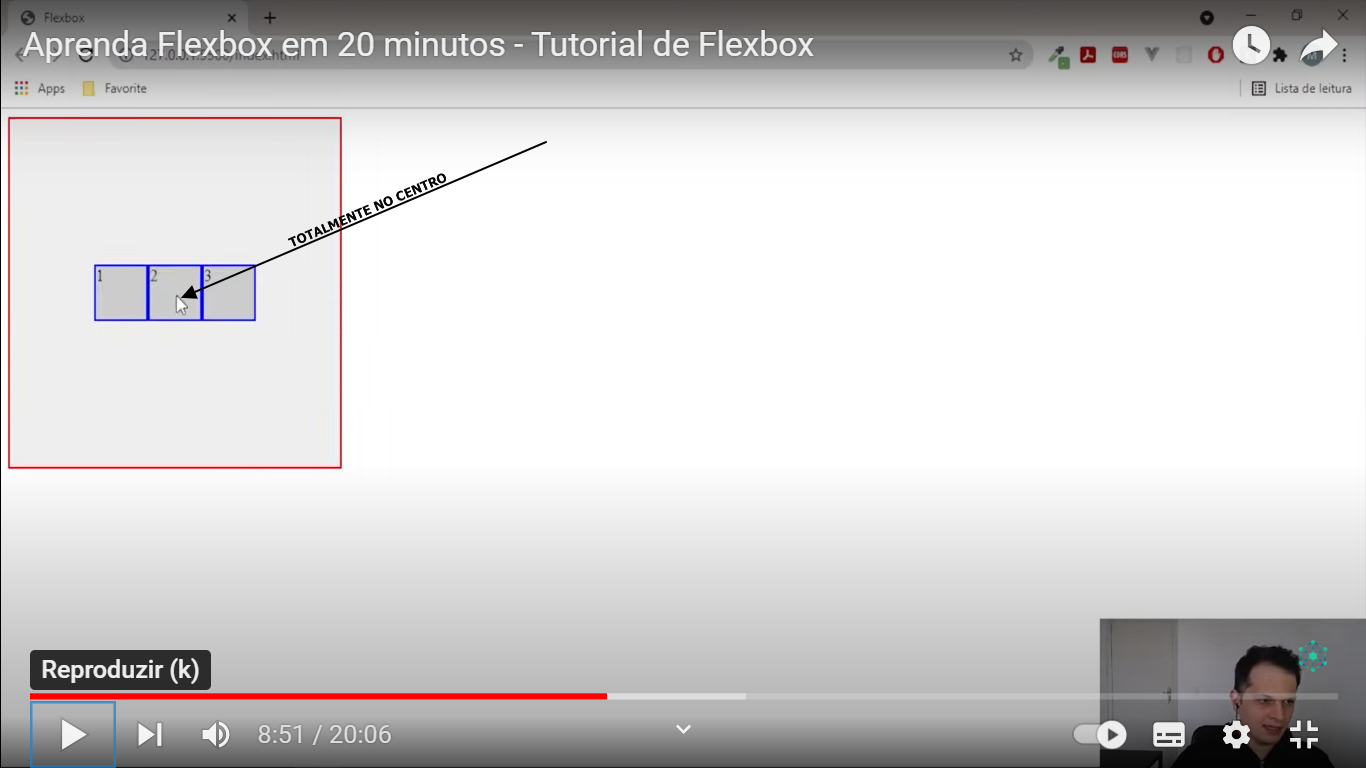 Flexbox
Aprenda Flexbox em 20 minutos - Tutorial de Flexbox
Apps
Favorite
Lista de leitura
TOTALMENTE NO CENTRO
1 2 3
Reproduzir (k)
8:51 / 20:06